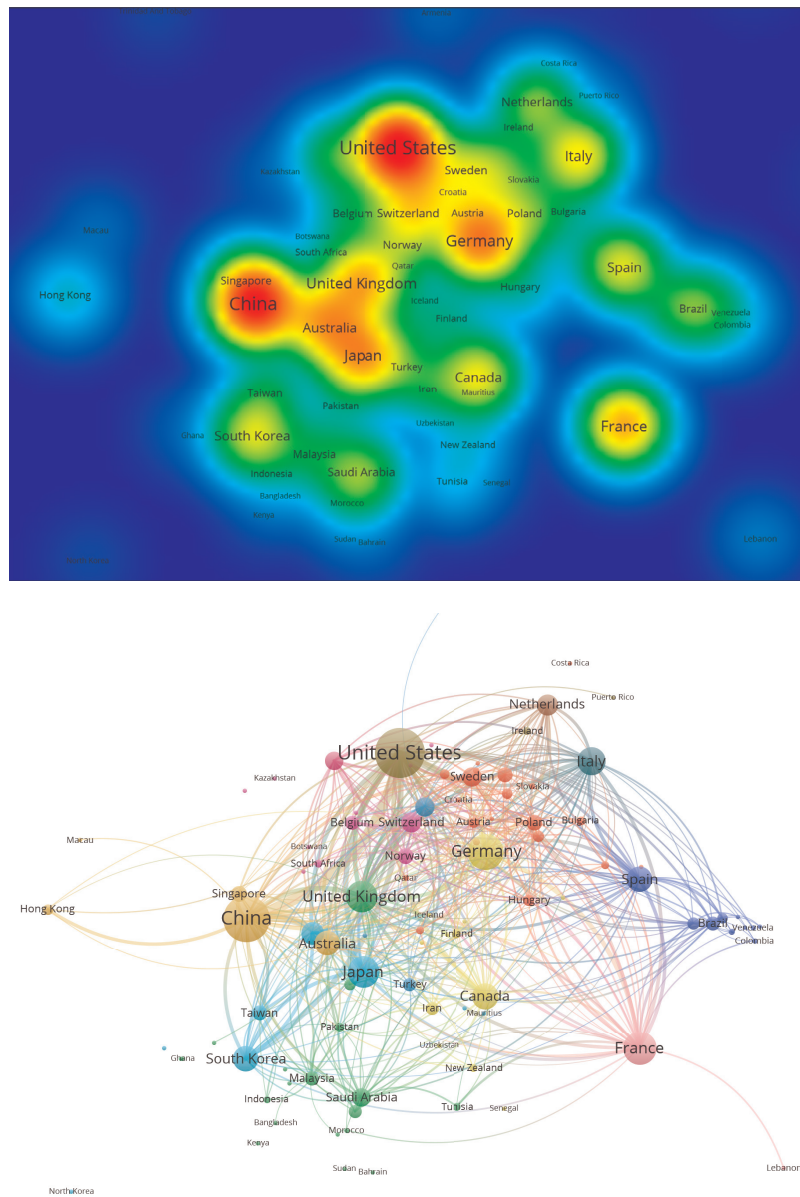 Costa Rica
Puerto Rico
Netherlands
Ireland
United States
Italy
Sweden
Kazakhstan
Slovakia
Croatia
Belgium
Switzerland
Austria
Poland
Bulgaria
Macau
Botswana
Norway
Germany
South Africa
Qatar
Spain
Singapore
United Kingdom
Hungary
Hong Kong
China
Iceland
Brazil
Venezuela
Finland
Colombia
Australia
Japan
Turkey
Canada
Iran
Mauritius
Taiwan
Pakistan
Uzbekistan
France
Ghana
South Korea
New Zealand
Malaysia
Indonesia
Saudi Arabia
Tunisia
Senegal
Bangladesh
Morocco
Kenya
Sudan
Bahrain
Lebanon
Costa Rica
Puerto Rico
Netherlands
Ireland
United States
Italy
Kazakhstan
Sweden
Slovakia
Croatia
Belgium
Switzerland
Austria
Poland
Bulgaria
Macau
Botswana
Norway
Germany
South Africa
Qatar
Spain
Singapore
United Kingdom
Hungary
Hong Kong
China
Iceland
Brazil
Venezuela
Finland
Colombia
Australia
Japan
Turkey
Canada
Iran
Mauritius
Taiwan
Pakistan
Uzbekistan
France
Ghana
South Korea
New Zealand
Malaysia
Indonesia
Saudi Arabia
Tunisia
Senegal
Bangladesh
Morocco
Kenya
Sudan
Bahrain
Lebanon
North Korea